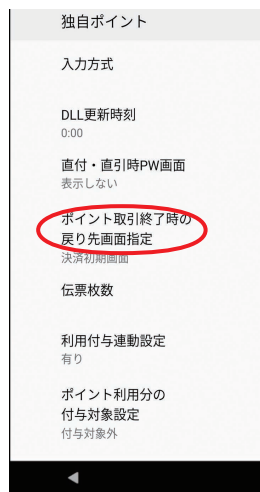 独自ポイント
入力方式
DLL更新時刻
0:00
直付・直引時PW画面
表示しない
ポイント取引終了時の
戻り先画面指定
決済初期画面
伝票枚数
利用付与連動設定
有り
ポイント利用分の
付与対象設定
付与対象外